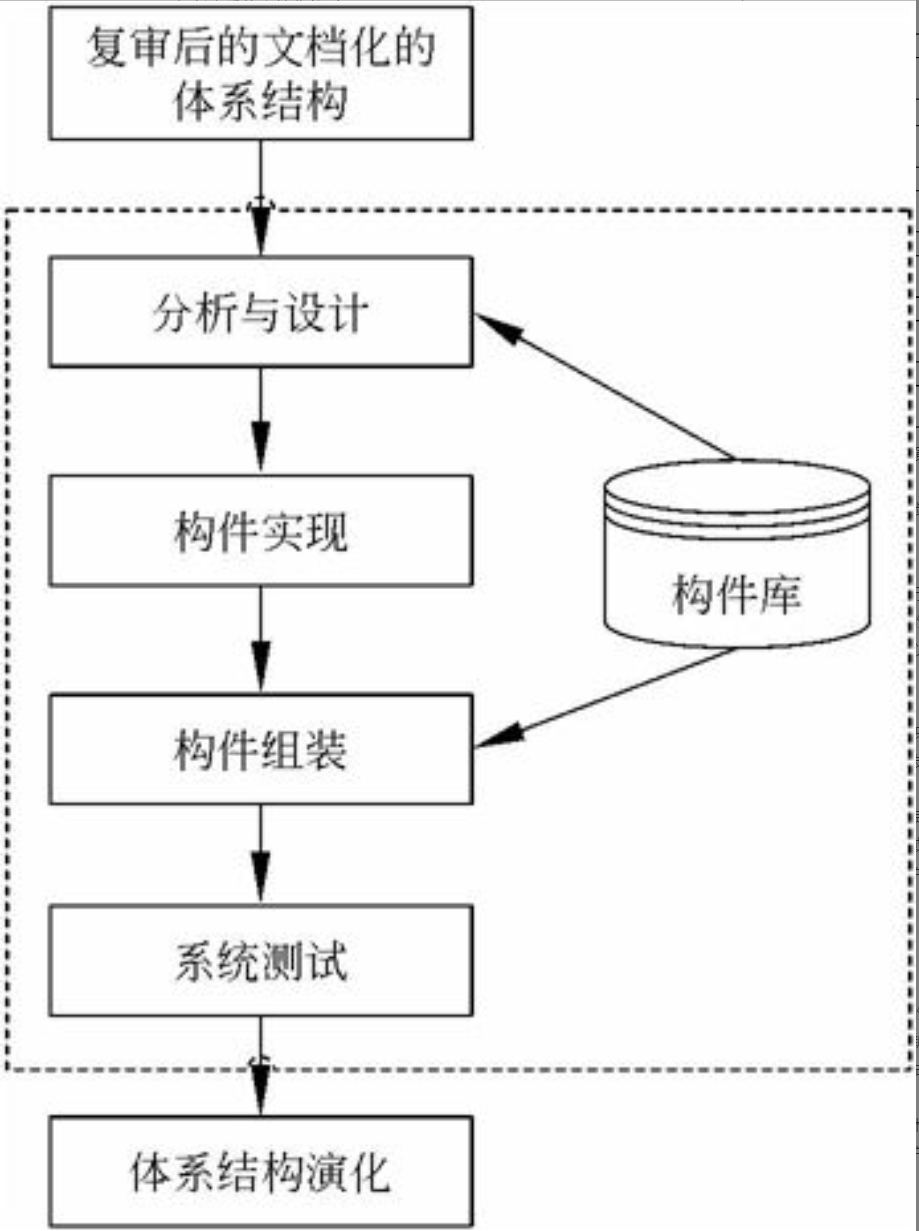 复审后的文档化的
体系结构
分析与设计
构件实现
构件库
构件组装
系统测试
体系结构演化